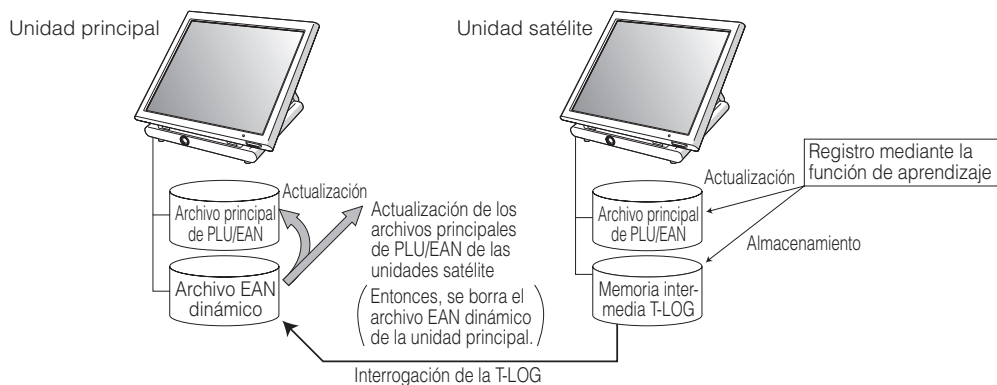 Unidad principal
Unidad satélite
Registro mediante la
función de aprendizaje
Actualización
Actualización
Archivo principal
de PLU/EAN
Actualización de los
archivos principales
de PLU/EAN de las
unidades satélite
Archivo principal
de PLU/EAN
Almacenamiento
Archivo EAN
dinámico
(Entonces, se borra el
archivo EAN dinámico
de la unidad principal.)
Memoria inter-
media T-LOG
Interrogación de la T-LOG